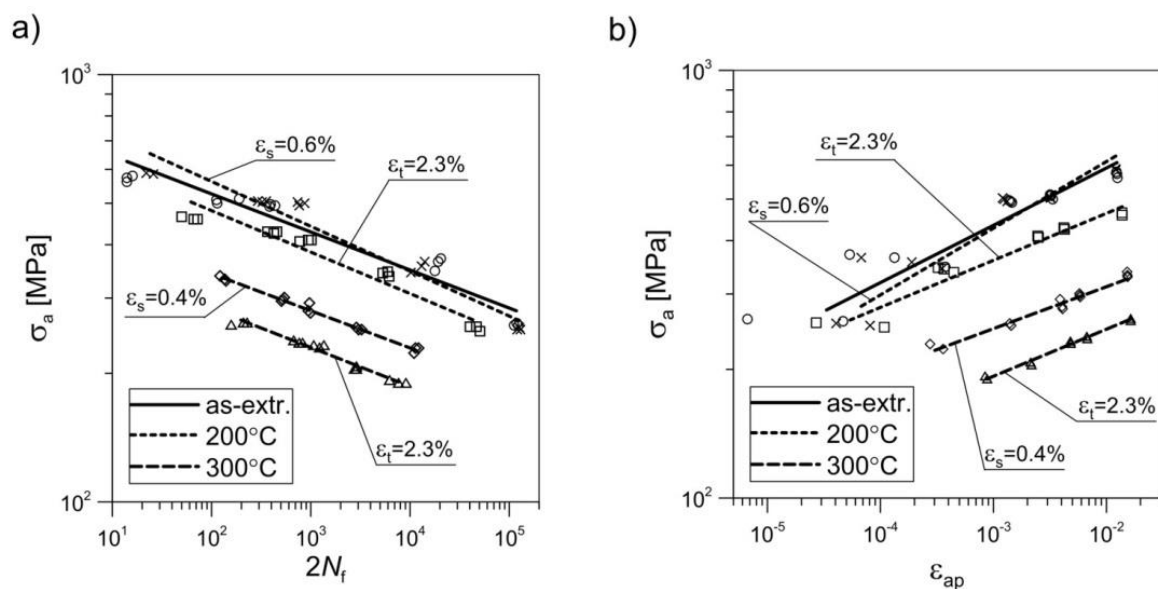 a)
10³
σₐ [MPa]
10²
εₛ=0.6%
εₜ=2.3%
εₛ=0.4%
εₜ=2.3%
as-extr.
200°C
300°C
10¹ 10² 10³ 10⁴ 10⁵
2N_f
b)
10³
σₐ [MPa]
10²
εₜ=2.3%
εₛ=0.6%
εₜ=2.3%
εₛ=0.4%
as-extr.
200°C
300°C
10⁻⁵ 10⁻⁴ 10⁻³ 10⁻²
εₐₚ